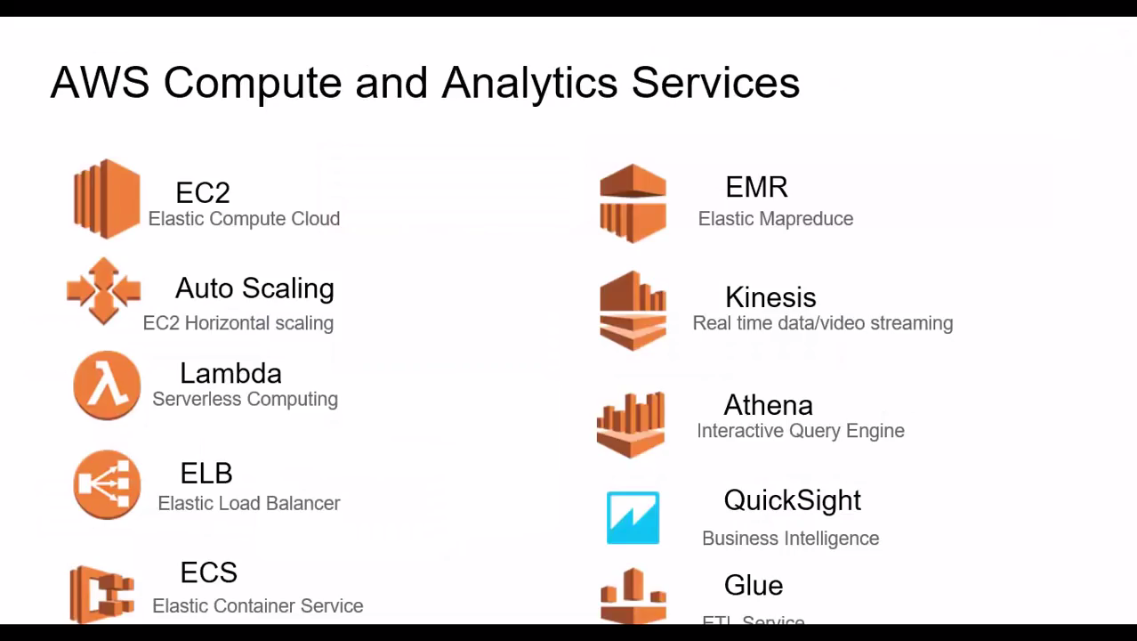 AWS Compute and Analytics Services
EC2
Elastic Compute Cloud
Auto Scaling
EC2 Horizontal scaling
Lambda
Serverless Computing
ELB
Elastic Load Balancer
ECS
Elastic Container Service
EMR
Elastic Mapreduce
Kinesis
Real time data/video streaming
Athena
Interactive Query Engine
QuickSight
Business Intelligence
Glue
ETL Service